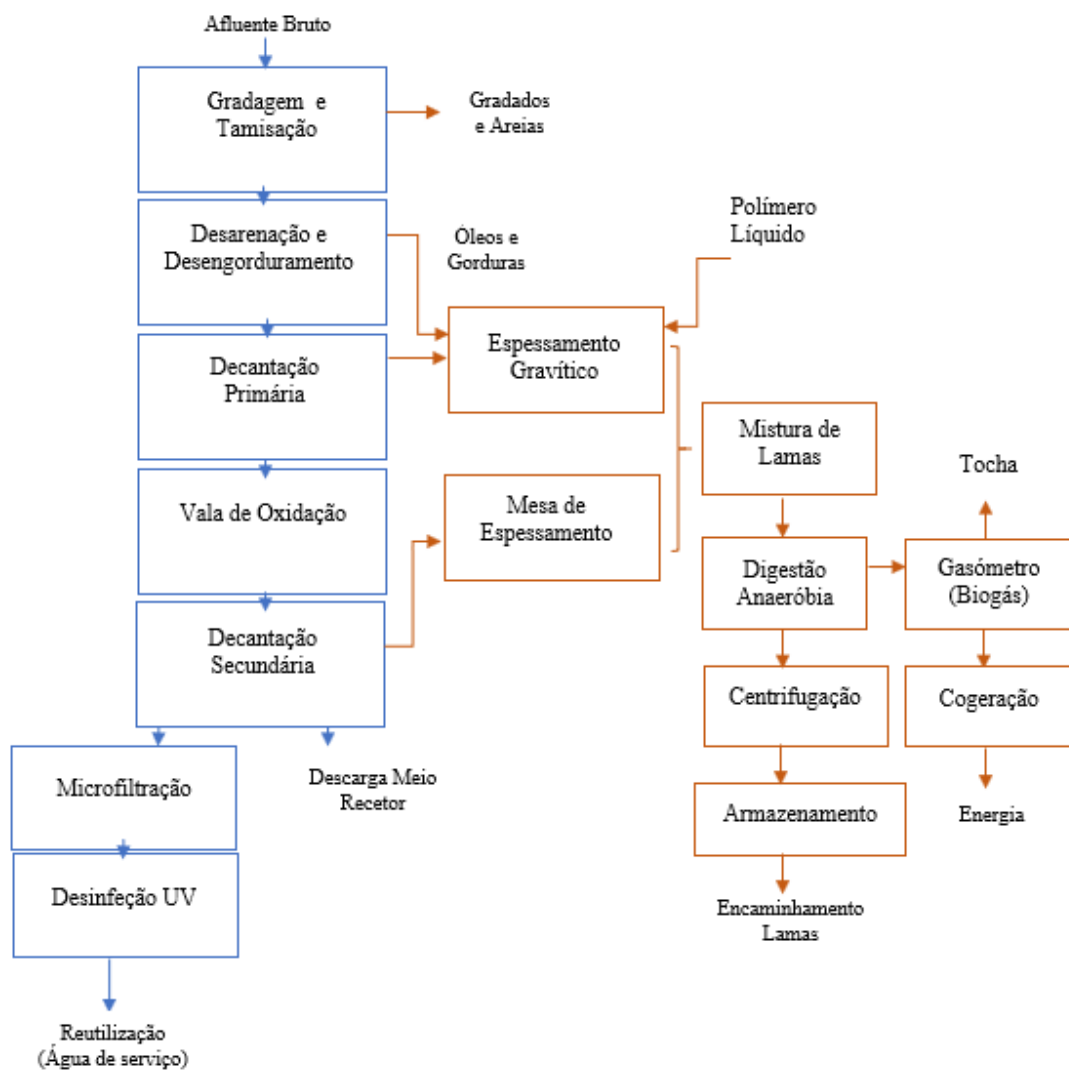 Afluente Bruto
Gradagem e
Tamisação
Gradados
e Areias
Desarenação e
Desengorduramento
Óleos e
Gorduras
Polímero
Líquido
Decantação
Primária
Espessamento
Gravítico
Mistura de
Lamas
Tocha
Vala de Oxidação
Mesa de
Espessamento
Digestão
Anaeróbia
Gasómetro
(Biogás)
Decantação
Secundária
Centrifugação
Cogeração
Microfiltração
Descarga Meio
Recetor
Armazenamento
Energia
Desinfeção UV
Encaminhamento
Lamas
Reutilização
(Água de serviço)